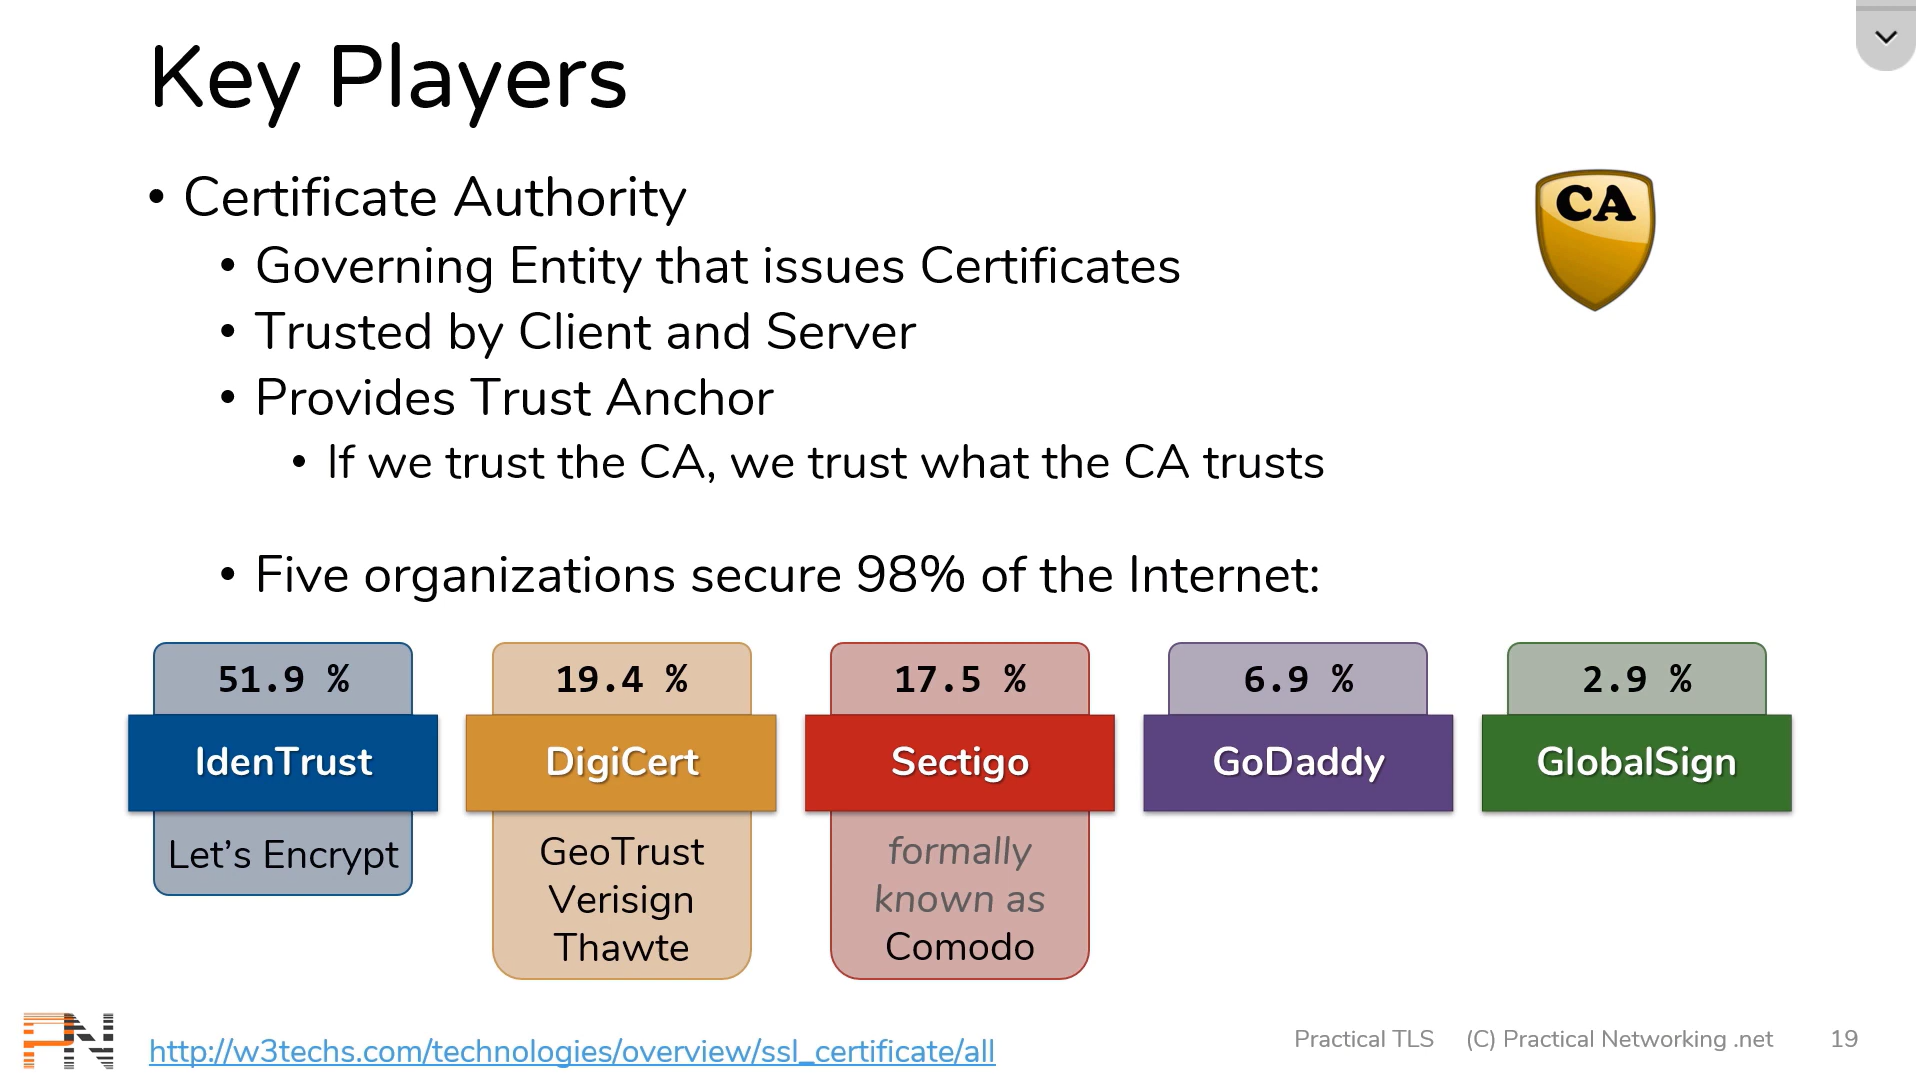 Key Players
CA
• Certificate Authority
• Governing Entity that issues Certificates
• Trusted by Client and Server
• Provides Trust Anchor
• If we trust the CA, we trust what the CA trusts
• Five organizations secure 98% of the Internet:
51.9 %
IdenTrust
Let’s Encrypt
19.4 %
DigiCert
GeoTrust
Verisign
Thawte
17.5 %
Sectigo
formally
known as
Comodo
6.9 %
GoDaddy
2.9 %
GlobalSign
PN
http://w3techs.com/technologies/overview/ssl_certificate/all
Practical TLS (C) Practical Networking .net 19